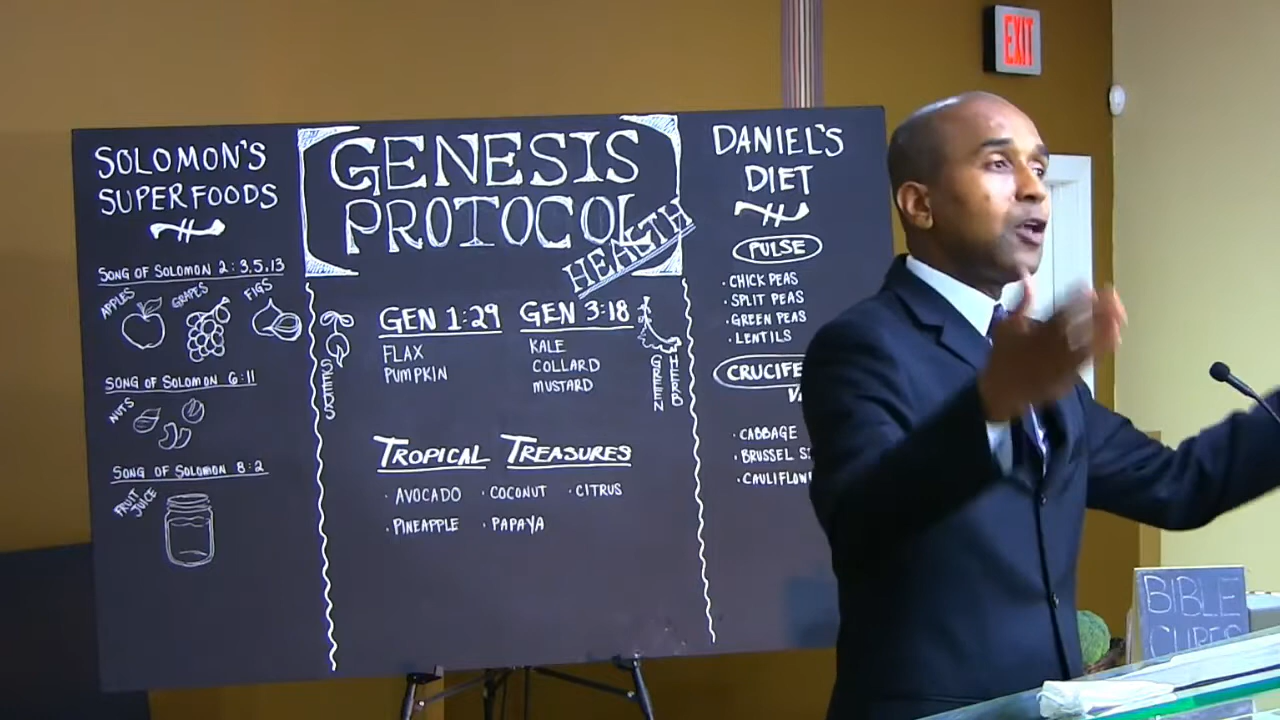 EXIT
SOLOMON'S
SUPERFOODS
SONG OF SOLOMON 2:3,5,13
APPLES
GRAPES
FIGS
SONG OF SOLOMON 6:11
NUTS
SONG OF SOLOMON 8:2
FRUIT
JUICE
GENESIS
PROTOCOL
HEALTH
SEEDS
GEN 1:29
FLAX
PUMPKIN
GEN 3:18
KALE
COLLARD
MUSTARD
GREEN
HERB
TROPICAL TREASURES
· AVOCADO · COCONUT · CITRUS
· PINEAPPLE · PAPAYA
DANIEL'S
DIET
PULSE
· CHICK PEAS
· SPLIT PEAS
· GREEN PEAS
· LENTILS
CRUCIFE
· CABBAGE
· BRUSSEL
· CAULIFLOW
BIBLE
CURES